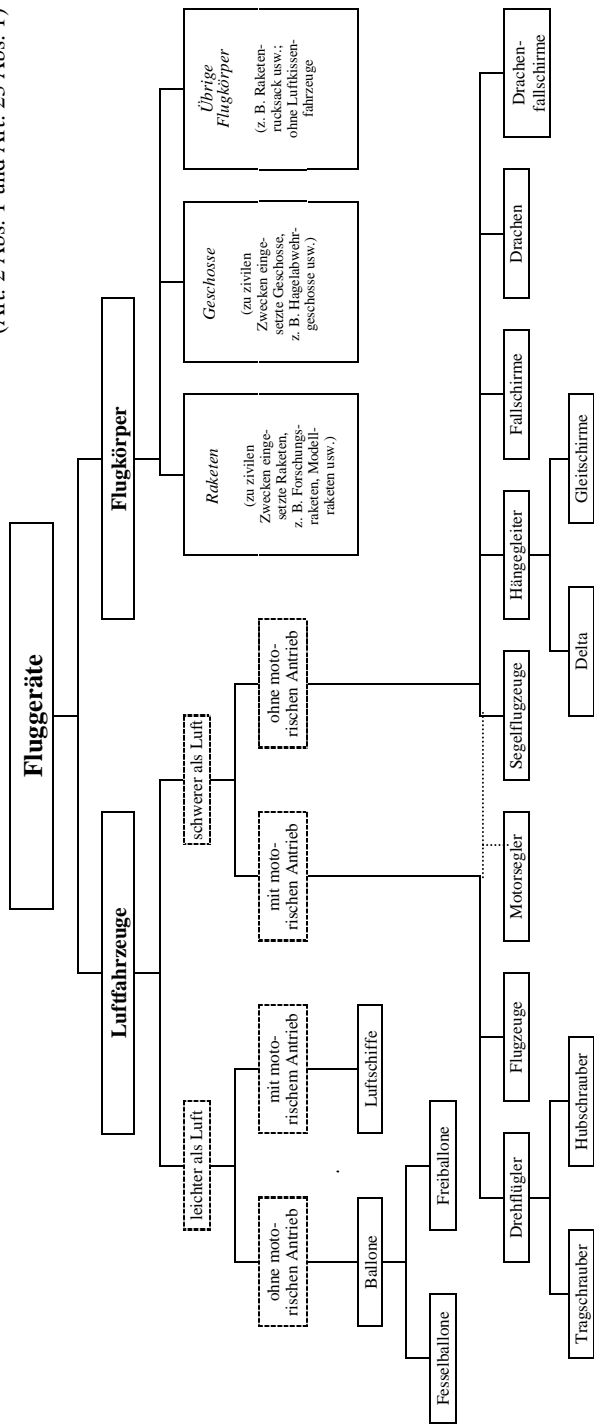 (Art. 2 Abs. 1 und Art. 23 Abs. 1)
Fluggeräte
Luftfahrzeuge
Flugkörper
leichter als Luft
schwerer als Luft
Raketen
(zu zivilen
Zwecken einge-
setzte Raketen,
z. B. Forschungs-
raketen, Modell-
raketen usw.)
Geschosse
(zu zivilen
Zwecken einge-
setzte Geschosse,
z. B. Hagelabwehr-
geschosse usw.)
Übrige
Flugkörper
(z. B. Raketen-
rucksack usw.;
ohne Luftkissen-
fahrzeuge
ohne moto-
rischen Antrieb
mit moto-
rischem Antrieb
mit moto-
rischen Antrieb
ohne moto-
rischen Antrieb
Ballone
Luftschiffe
Fesselballone
Freiballone
Drehflügler
Flugzeuge
Motorsegler
Segelflugzeuge
Hängegleiter
Fallschirme
Drachen
Drachen-
fallschirme
Tragschrauber
Hubschrauber
Delta
Gleitschirme